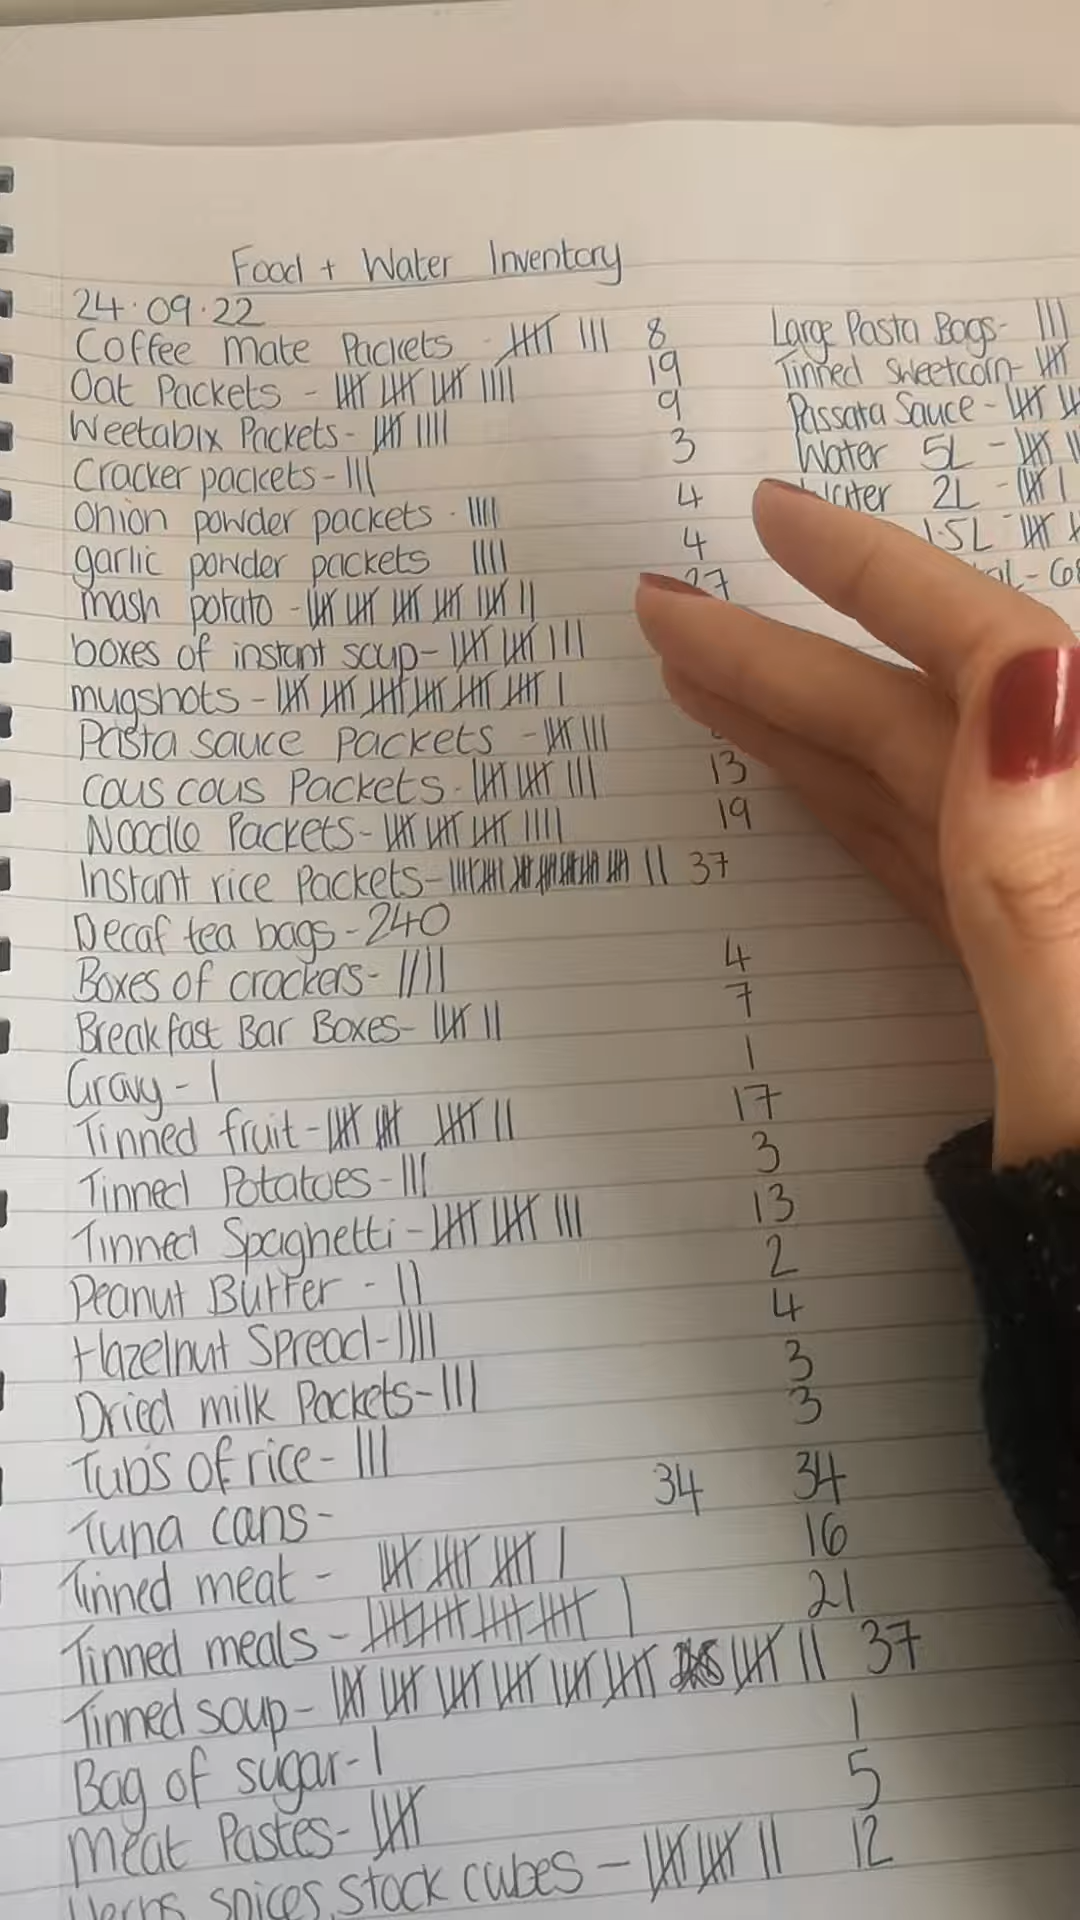 Food + Water Inventory
24.09.22
Coffee mate Packets - 𝍸 ||| 8
Oat Packets - 𝍸 𝍸 𝍸 |||| 19
Weetabix Packets - 𝍸 |||| 9
Cracker packets - ||| 3
onion powder packets - |||| 4
garlic powder packets |||| 4
mash potato - 𝍸 𝍸 𝍸 𝍸 𝍸 || 27
boxes of instant soup - 𝍸 𝍸 |||
mugshots - 𝍸 𝍸 𝍸 𝍸 𝍸 𝍸 |
Pasta sauce packets - 𝍸 |||
Cous cous Packets - 𝍸 𝍸 ||| 13
Noodle Packets - 𝍸 𝍸 𝍸 |||| 19
Instant rice packets - 𝍸 𝍸 𝍸 𝍸 𝍸 𝍸 𝍸 || 37
Decaf tea bags - 240
Boxes of crackers - |||| 4
Breakfast Bar Boxes - 𝍸 || 7
Gravy - | 1
Tinned fruit - 𝍸 𝍸 𝍸 || 17
Tinned Potatoes - ||| 3
Tinned Spaghetti - 𝍸 𝍸 ||| 13
Peanut Butter - || 2
Hazelnut Spread - |||| 4
Dried milk Packets - ||| 3
Tubs of rice - ||| 3
Tuna cans - 34 34
Tinned meat - 𝍸 𝍸 𝍸 | 16
Tinned meals - 𝍸 𝍸 𝍸 𝍸 | 21
Tinned soup - 𝍸 𝍸 𝍸 𝍸 𝍸 𝍸 𝍸 || 37
Bag of sugar - | 1
Meat Pastes - 𝍸 5
Herbs, spices, stock cubes - 𝍸 𝍸 || 12
Large Pasta Bags - |||
Tinned sweetcorn - 𝍸
Passata Sauce - 𝍸
Water 5L - 𝍸 ||
Water 2L - 𝍸 |
1.5L - 𝍸